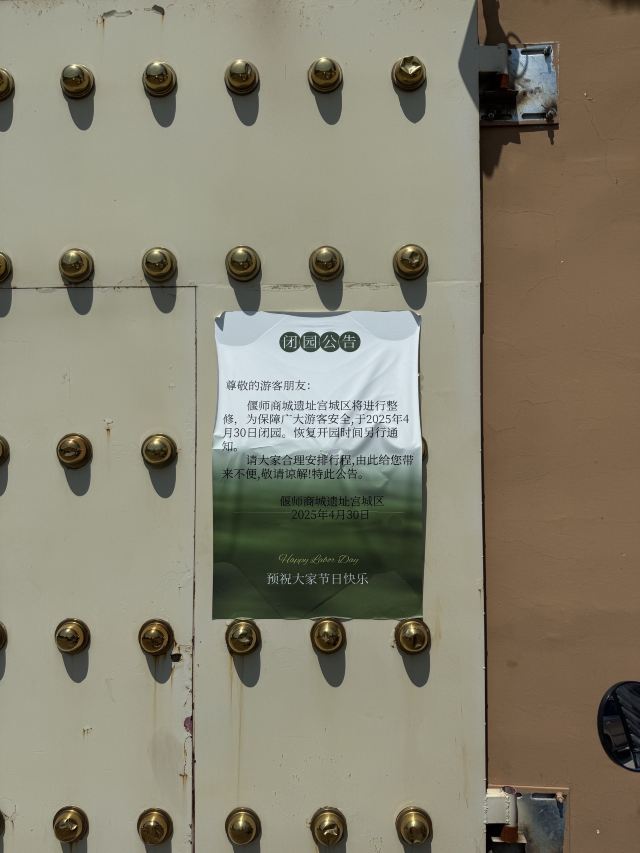 闭园公告
尊敬的游客朋友:
偃师商城遗址宫城区将进行整
修，为保障广大游客安全,于2025年4
月30日闭园。恢复开园时间另行通
知。
请大家合理安排行程,由此给您带
来不便,敬请谅解!特此公告。
偃师商城遗址宫城区
2025年4月30日
Happy Labor Day
预祝大家节日快乐